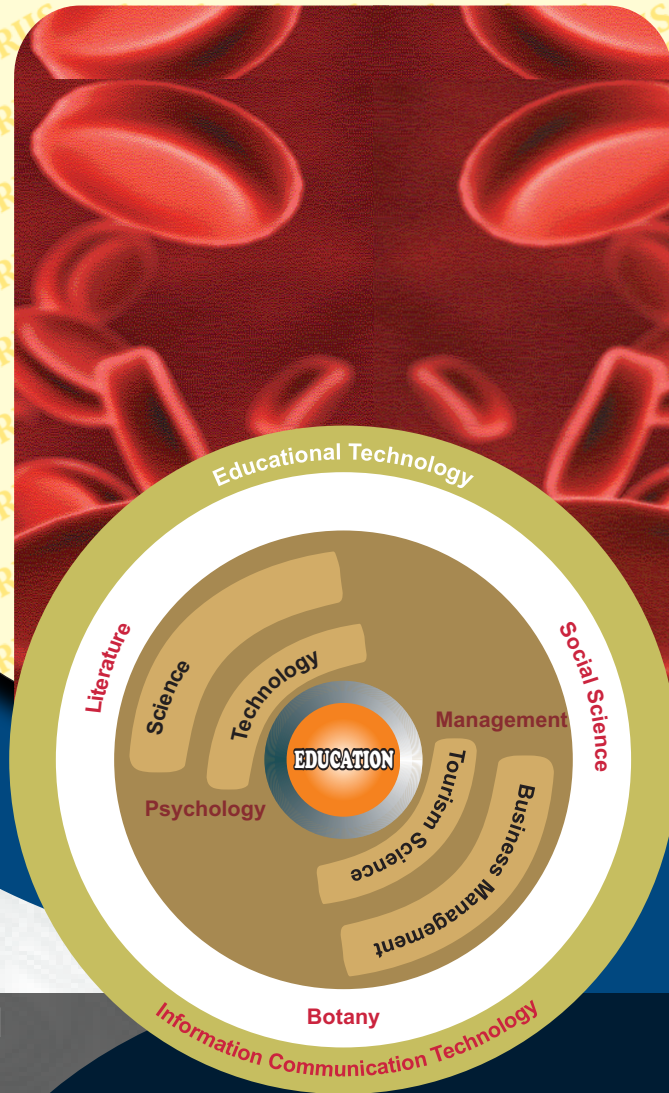 Educational Technology
Literature
Social Science
Science
Technology
Management
EDUCATION
Psychology
Tourism Science
Business Management
Botany
Information Communication Technology